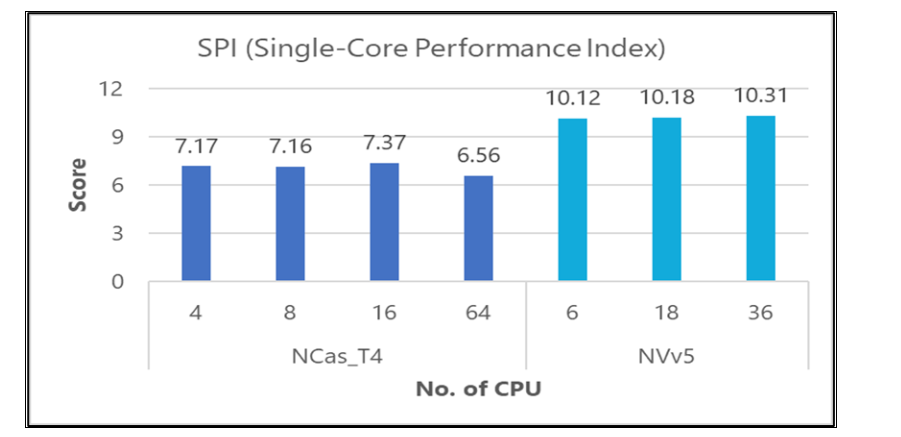 SPI (Single-Core Performance Index)
12
9
6
3
0
Score
7.17
7.16
7.37
6.56
10.12
10.18
10.31
4 8 16 64 6 18 36
NCas_T4 NVv5
No. of CPU